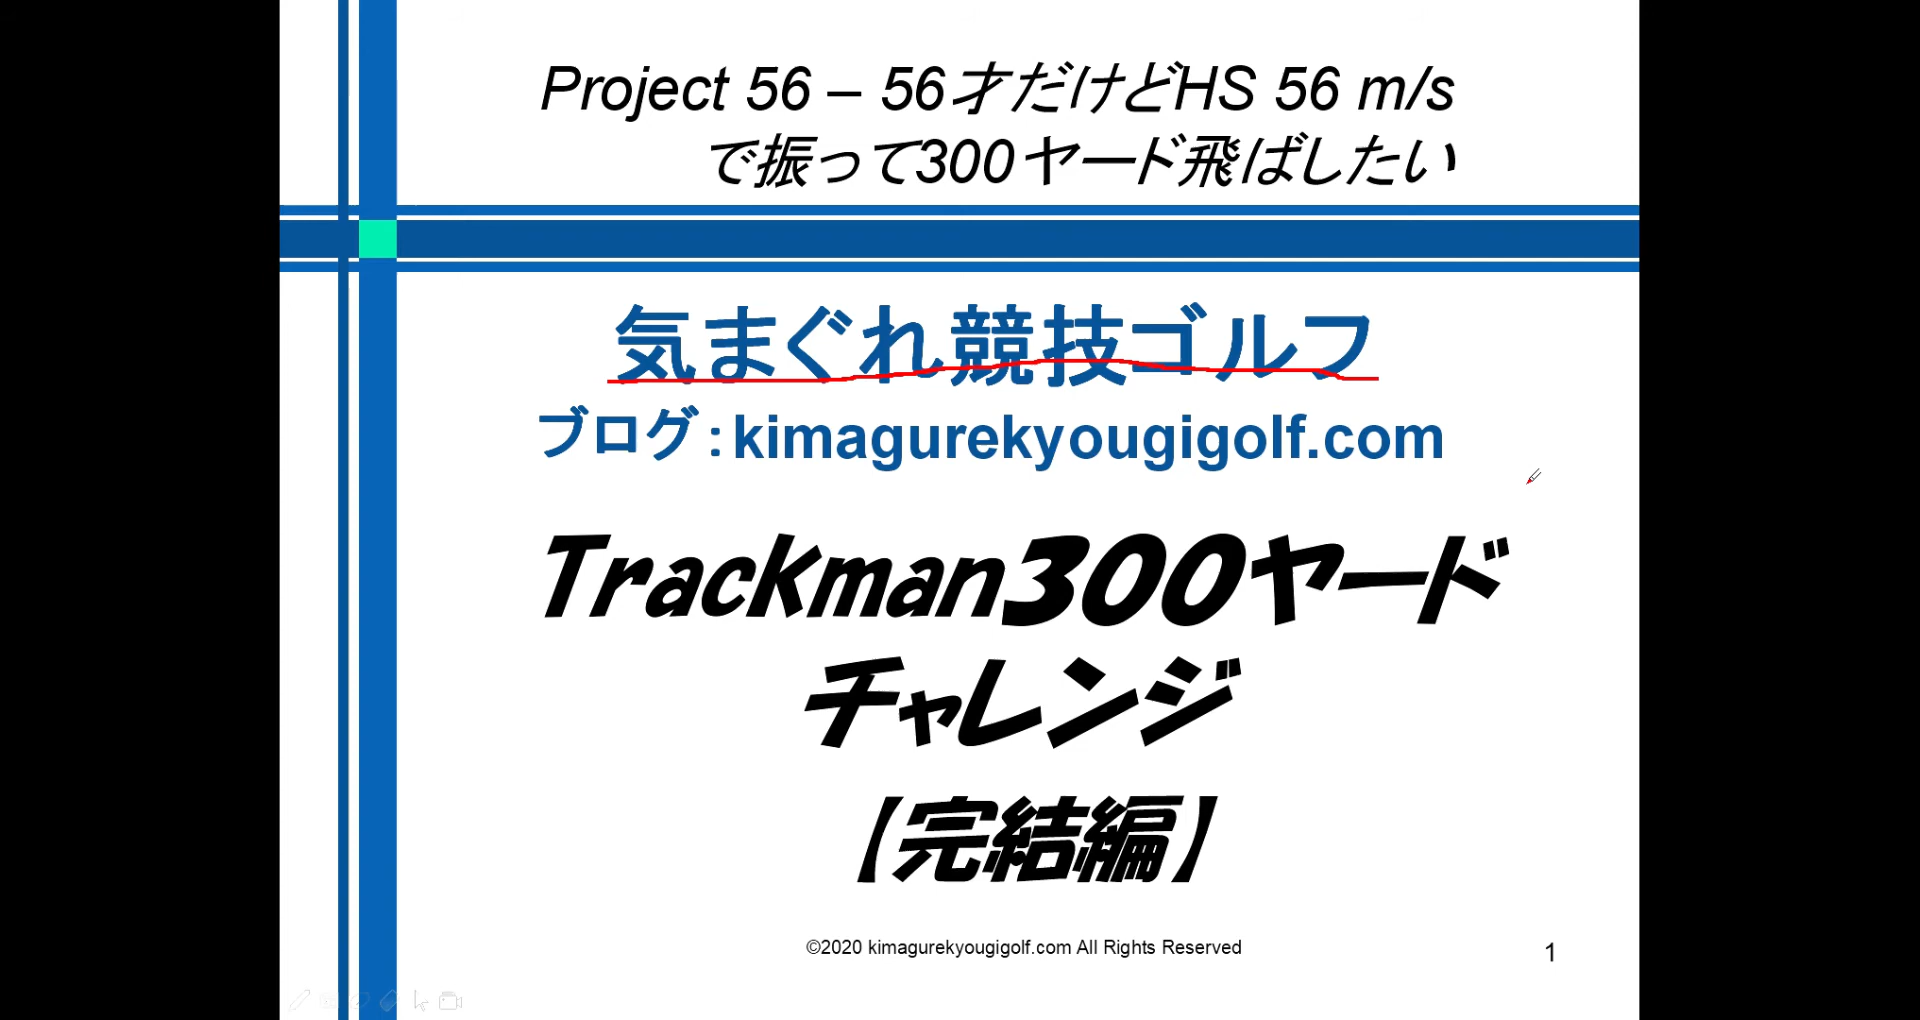 Project 56 – 56才だけどHS 56 m/s
で振って300ヤード飛ばしたい
気まぐれ競技ゴルフ
ブログ：kimagurekyougigolf.com
Trackman300ヤード
チャレンジ
【完結編】
©2020 kimagurekyougigolf.com All Rights Reserved
1